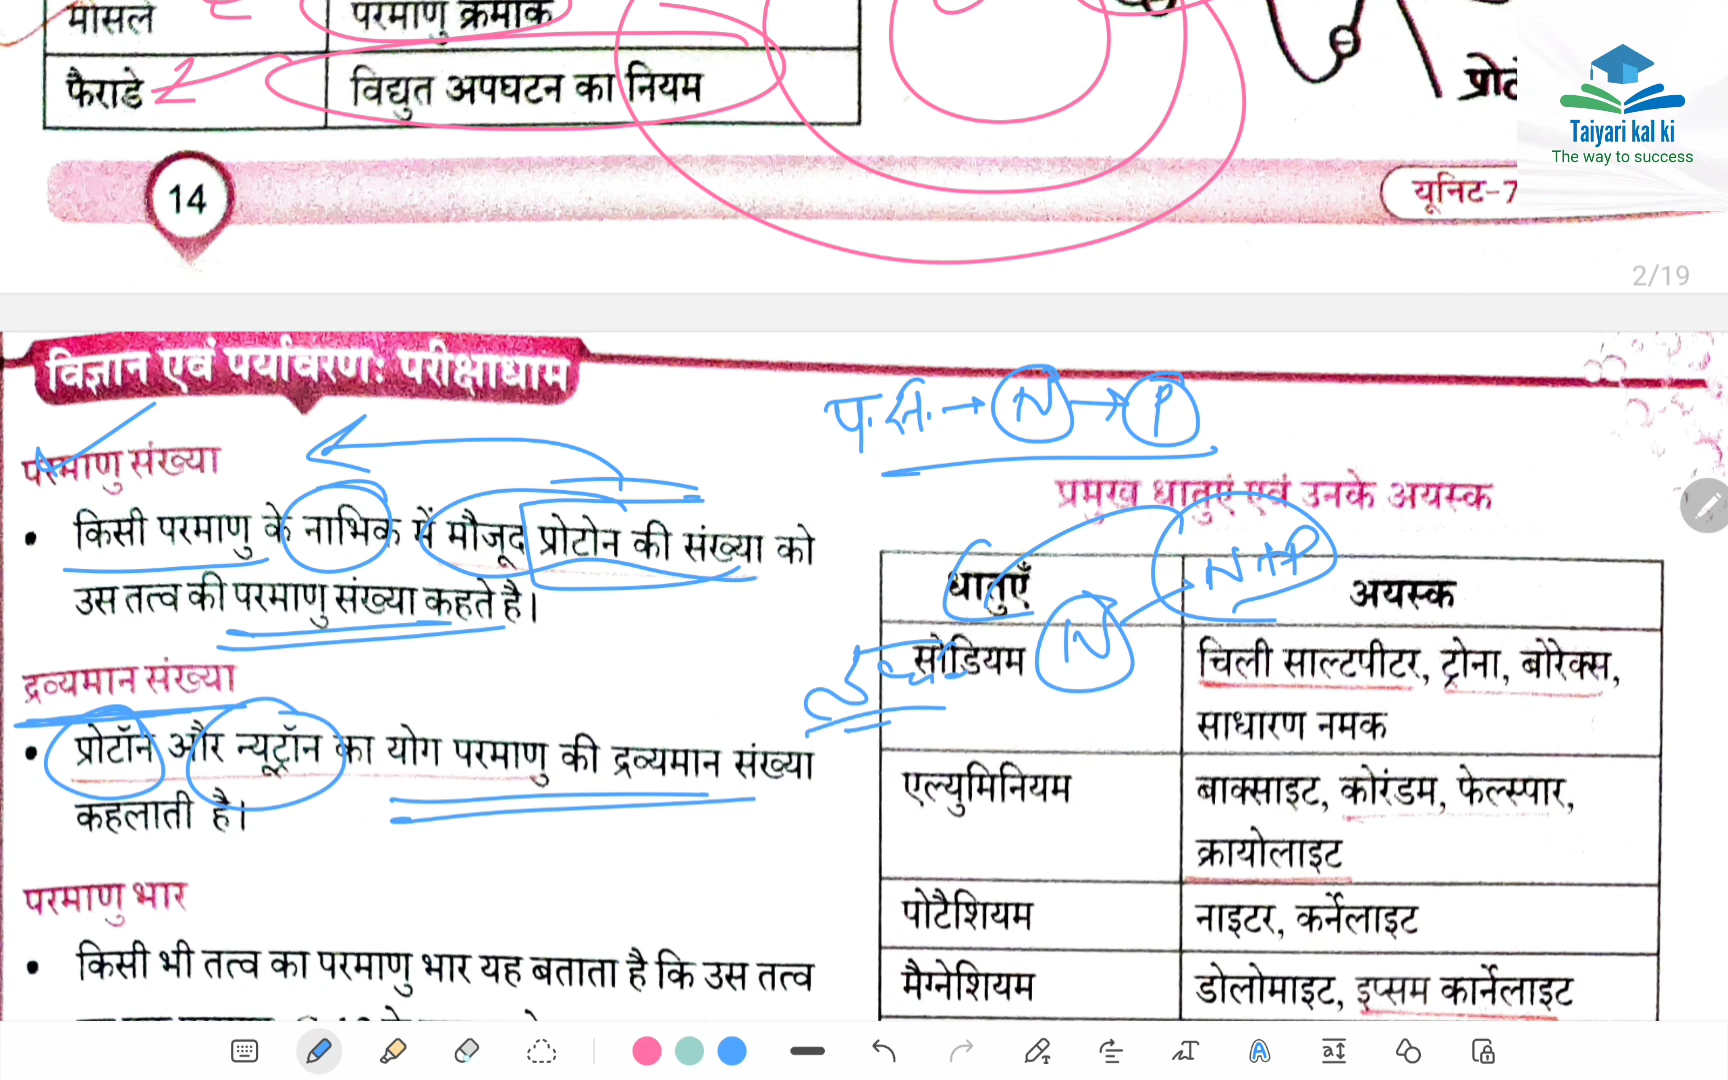 मोसले
परमाणु क्रमांक
फैराडे
विद्युत अपघटन का नियम
Taiyari kal ki
The way to success
14
यूनिट-7
2/19
विज्ञान एवं पर्यावरण: परीक्षाधाम
प. सं. → N → P
परमाणु संख्या
• किसी परमाणु के नाभिक में मौजूद प्रोटोन की संख्या को
उस तत्व की परमाणु संख्या कहते है।
द्रव्यमान संख्या
• प्रोटॉन और न्यूट्रॉन का योग परमाणु की द्रव्यमान संख्या
कहलाती है।
परमाणु भार
• किसी भी तत्व का परमाणु भार यह बताता है कि उस तत्व
प्रमुख धातुएं एवं उनके अयस्क
धातुएँ
N+P
अयस्क
सोडियम
N
चिली साल्टपीटर, ट्रोना, बोरेक्स,
साधारण नमक
एल्युमिनियम
बाक्साइट, कोरंडम, फेल्स्पार,
क्रायोलाइट
पोटैशियम
नाइटर, कर्नेलाइट
मैग्नेशियम
डोलोमाइट, इप्सम कार्नेलाइट